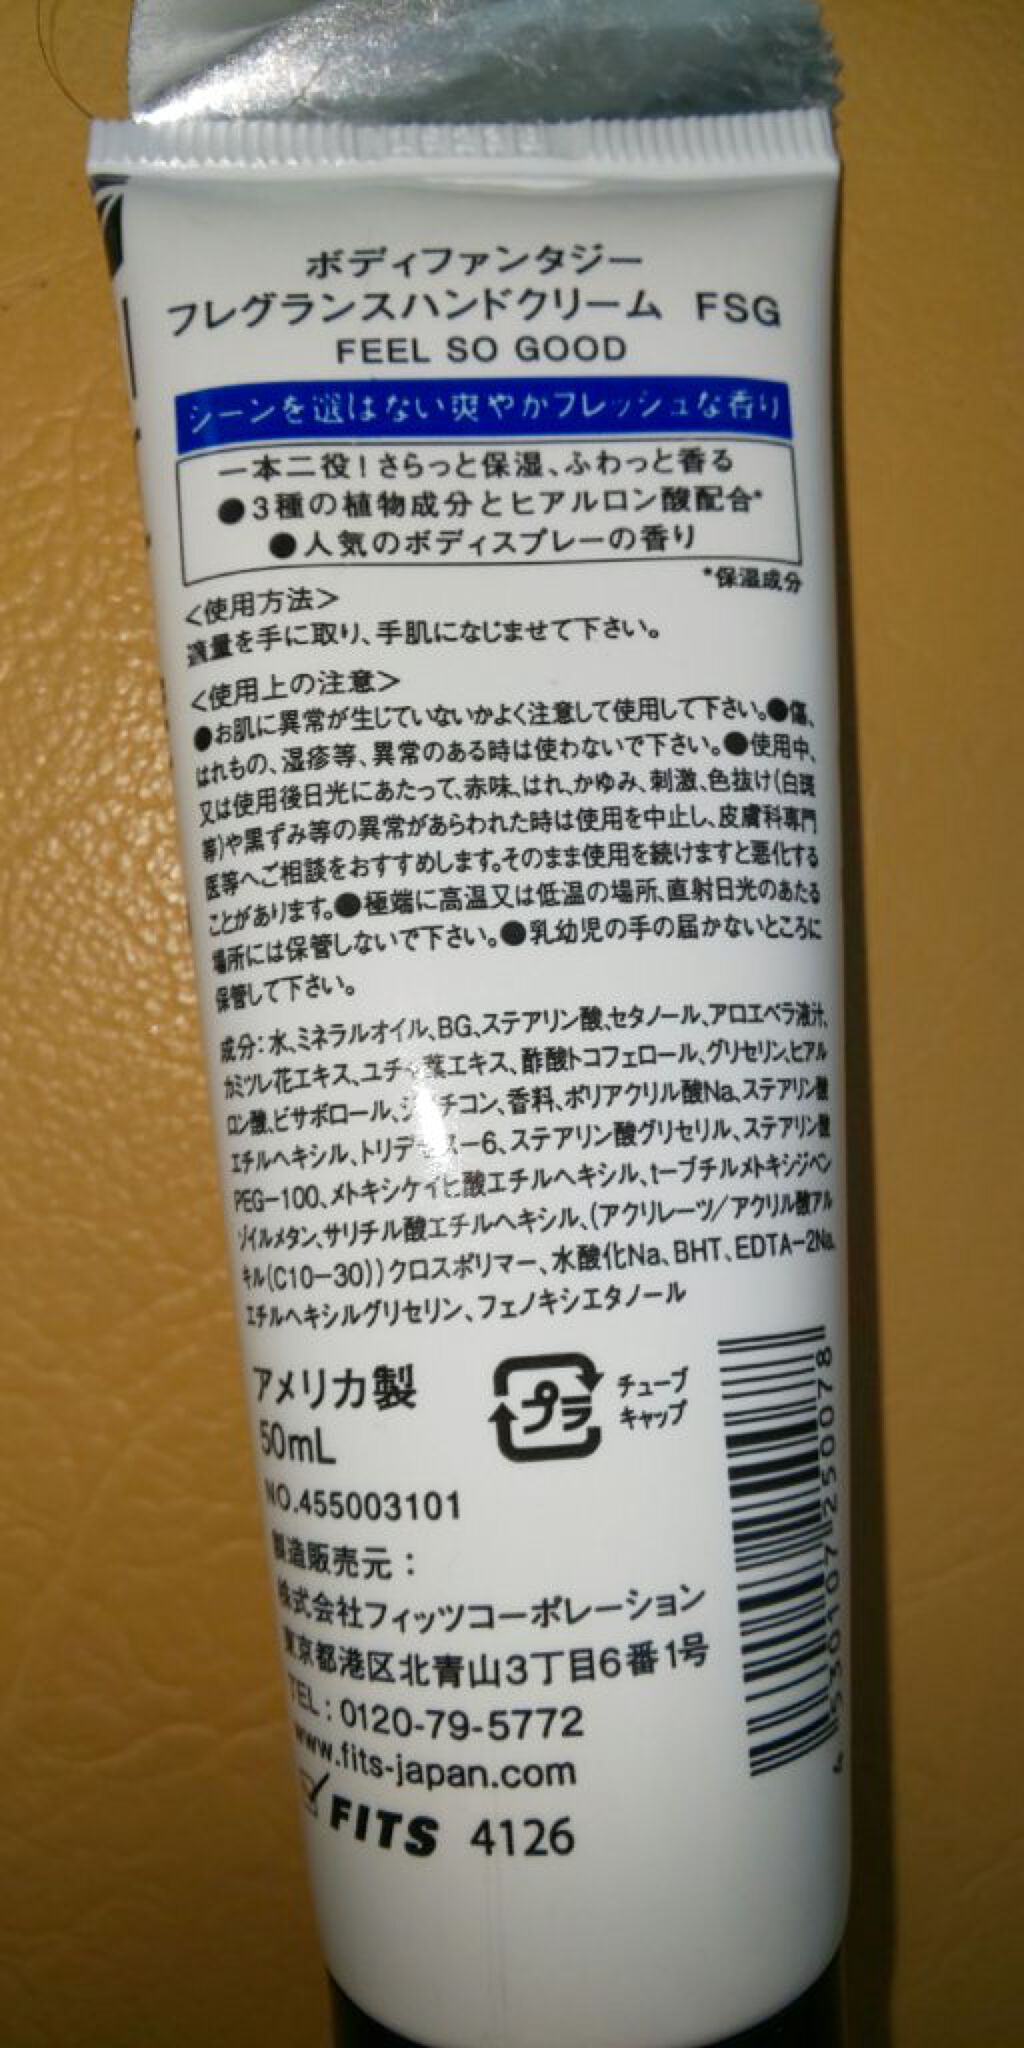 ボディファンタジー
フレグランスハンドクリーム FSG
FEEL SO GOOD
シーンを選ばない爽やかフレッシュな香り
一本二役！さらっと保湿、ふわっと香る
●3種の植物成分とヒアルロン酸配合*
●人気のボディスプレーの香り
*保湿成分
<使用方法>
適量を手に取り、手肌になじませて下さい。
<使用上の注意>
●お肌に異常が生じていないかよく注意して使用して下さい。●傷、
はれもの、湿疹等、異常のある時は使わないで下さい。●使用中、
又は使用後日光にあたって、赤味、はれ、かゆみ、刺激、色抜け(白斑
等)や黒ずみ等の異常があらわれた時は使用を中止し、皮膚科専門
医等へご相談をおすすめします。そのまま使用を続けますと悪化する
ことがあります。●極端に高温又は低温の場所、直射日光のあたる
場所には保管しないで下さい。●乳幼児の手の届かないところに
保管して下さい。
成分：水、ミネラルオイル、BG、ステアリン酸、セタノール、アロエベラ液汁、
カミツレ花エキス、ユチャ葉エキス、酢酸トコフェロール、グリセリン、ヒアル
ロン酸、ビサボロール、ジメチコン、香料、ポリアクリル酸Na、ステアリン酸
エチルヘキシル、トリデセス－6、ステアリン酸グリセリル、ステアリン酸
PEG-100、メトキシケイヒ酸エチルヘキシル、t-ブチルメトキシジベン
ゾイルメタン、サリチル酸エチルヘキシル、(アクリレーツ/アクリル酸アル
キル(C10-30))クロスポリマー、水酸化Na、BHT、EDTA-2Na、
エチルヘキシルグリセリン、フェノキシエタノール
アメリカ製
プラ
チューブ
キャップ
50mL
NO.455003101
製造販売元：
株式会社フィッツコーポレーション
東京都港区北青山3丁目6番1号
TEL：0120-79-5772
www.fits-japan.com
FITS 4126